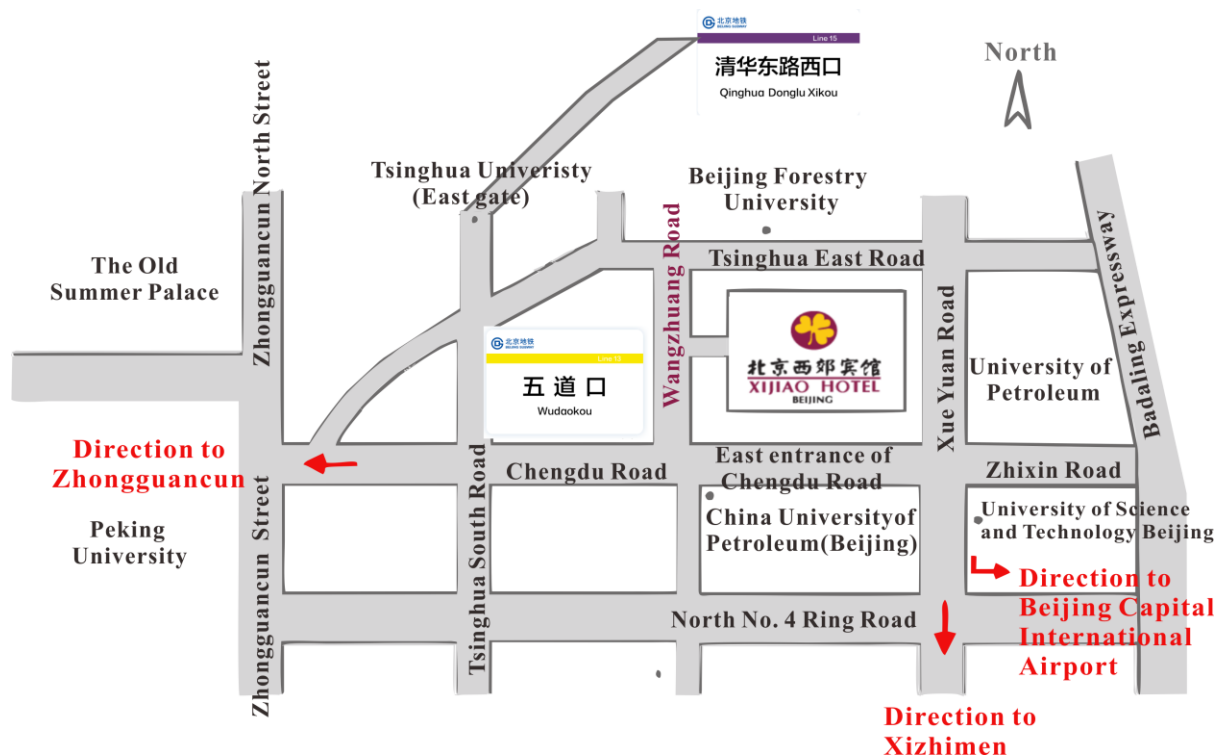 北京地铁
BEIJING SUBWAY
Line 15
清华东路西口
Qinghua Donglu Xikou
North
Zhongguancun North Street
Tsinghua Univeristy
(East gate)
Beijing Forestry
University
Wangzhuang Road
Tsinghua East Road
The Old
Summer Palace
Badaling Expressway
北京地铁
BEIJING SUBWAY
Line 13
五道口
Wudaokou
北京西郊宾馆
XIJIAO HOTEL
BEIJING
Xue Yuan Road
University of
Petroleum
Direction to
Zhongguancun
Chengdu Road
East entrance of
Chengdu Road
Zhixin Road
Peking
University
Zhongguancun Street
Tsinghua South Road
China Universityof
Petroleum(Beijing)
University of Science
and Technology Beijing
Direction to
Beijing Capital
International
Airport
North No. 4 Ring Road
Direction to
Xizhimen